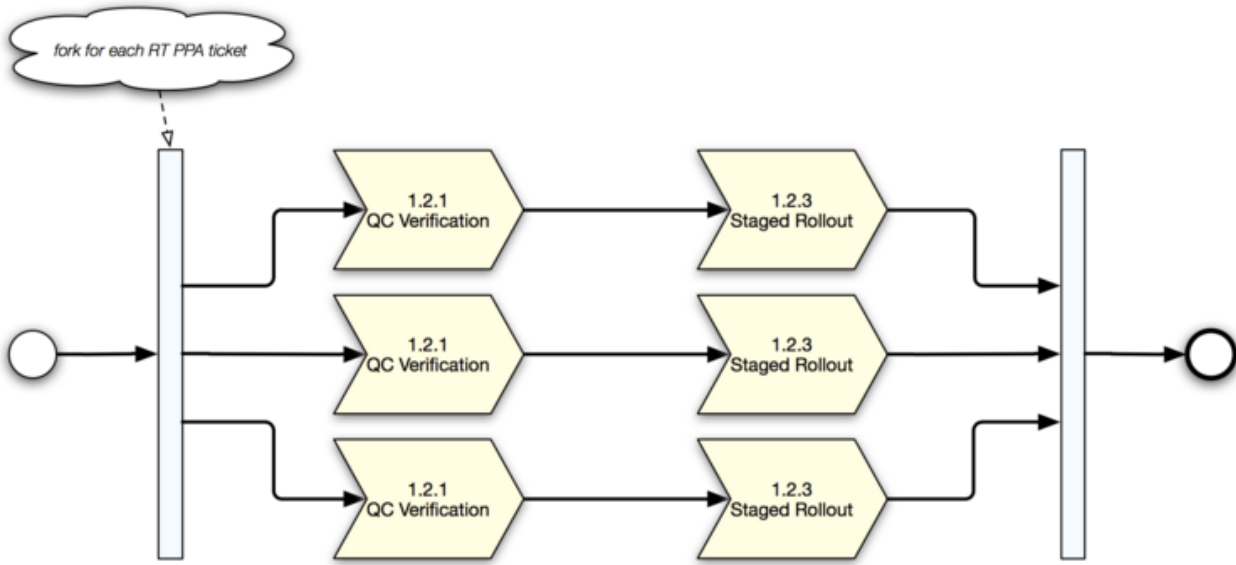 fork for each RT PPA ticket
1.2.1
QC Verification
1.2.3
Staged Rollout
1.2.1
QC Verification
1.2.3
Staged Rollout
1.2.1
QC Verification
1.2.3
Staged Rollout